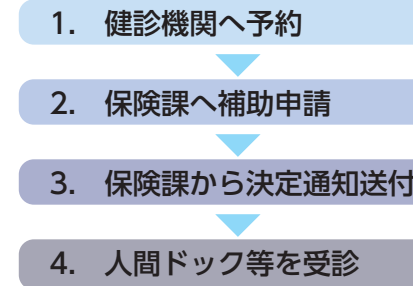 1. 健診機関へ予約
2. 保険課へ補助申請
3. 保険課から決定通知送付
4. 人間ドック等を受診